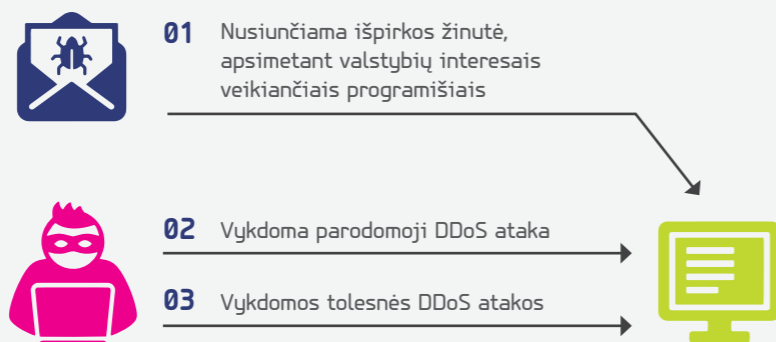 01 Nusiunčiama išpirkos žinutė,
apsimetant valstybių interesais
veikiančiais programišiais
02 Vykdoma parodomoji DDoS ataka
03 Vykdomos tolesnės DDoS atakos